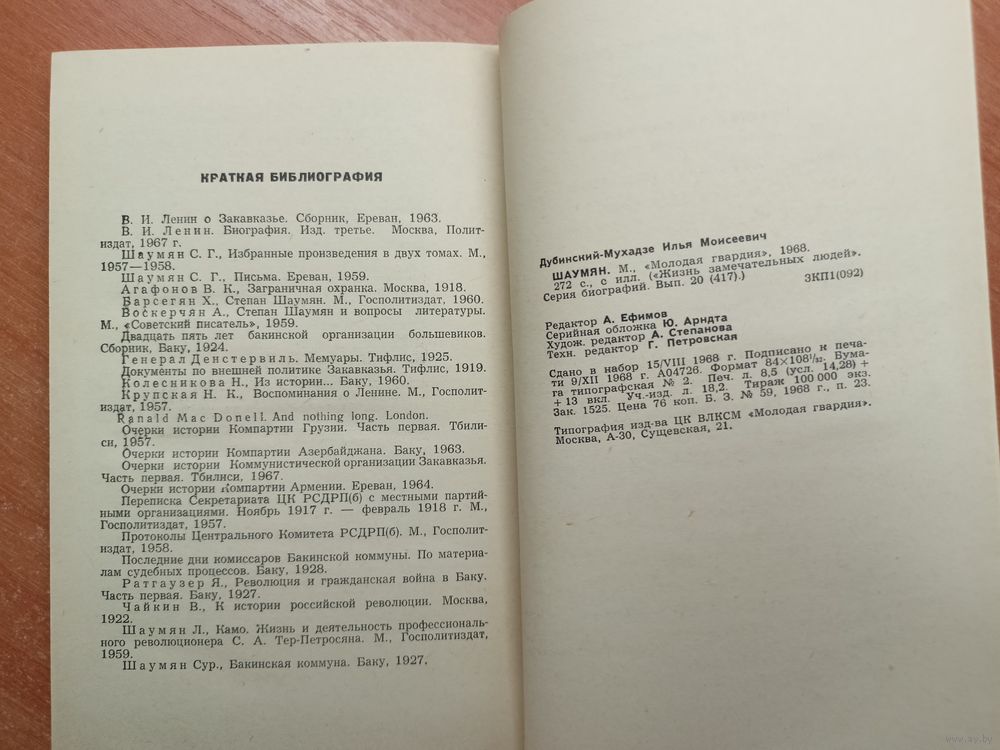 КРАТКАЯ БИБЛИОГРАФИЯ
В. И. Ленин о Закавказье. Сборник, Ереван, 1963.
В. И. Ленин. Биография. Изд. третье. Москва, Полит-
издат, 1967 г.
Шаумян С. Г., Избранные произведения в двух томах. М.,
1957—1958.
Шаумян С. Г., Письма. Ереван, 1959.
Агафонов В. К., Заграничная охранка. Москва, 1918.
Барсегян Х., Степан Шаумян. М., Госполитиздат, 1960.
Воскерчян А., Степан Шаумян и вопросы литературы.
М., «Советский писатель», 1959.
Двадцать пять лет бакинской организации большевиков.
Сборник, Баку, 1924.
Генерал Денстервиль. Мемуары. Тифлис, 1925.
Документы по внешней политике Закавказья. Тифлис, 1919.
Колесникова Н., Из истории... Баку, 1960.
Крупская Н. К., Воспоминания о Ленине. М., Госполит-
издат, 1957.
Ranald Mac Donell. And nothing long. London.
Очерки истории Компартии Грузии. Часть первая. Тбили-
си, 1957.
Очерки истории Компартии Азербайджана. Баку, 1963.
Очерки истории Коммунистической организации Закавказья.
Часть первая. Тбилиси, 1967.
Очерки истории Компартии Армении. Ереван, 1964.
Переписка Секретариата ЦК РСДРП(б) с местными партий-
ными организациями. Ноябрь 1917 г. — февраль 1918 г. М.,
Госполитиздат, 1957.
Протоколы Центрального Комитета РСДРП(б). М., Госполит-
издат, 1958.
Последние дни комиссаров Бакинской коммуны. По материа-
лам судебных процессов. Баку, 1928.
Ратгаузер Я., Революция и гражданская война в Баку.
Часть первая. Баку, 1927.
Чайкин В., К истории российской революции. Москва,
1922.
Шаумян Л., Камо. Жизнь и деятельность профессиональ-
ного революционера С. А. Тер-Петросяна. М., Госполитиздат,
1959.
Шаумян Сур., Бакинская коммуна. Баку, 1927.
Дубинский-Мухадзе Илья Моисеевич
ШАУМЯН. М., «Молодая гвардия», 1968.
272 с., с илл. («Жизнь замечательных людей».
Серия биографий. Вып. 20 (417).) ЗКП1(092)
Редактор А. Ефимов
Серийная обложка Ю. Арндта
Худож. редактор А. Степанова
Техн. редактор Г. Петровская
Сдано в набор 15/VIII 1968 г. Подписано к печа-
ти 9/XII 1968 г. А04726. Формат 84×108¹/₃₂. Бума-
га типографская № 2. Печ. л. 8,5 (Усл. 14,28) +
+ 13 вкл. Уч.-изд. л. 18,2. Тираж 100 000 экз.
Зак. 1525. Цена 76 коп. Б. З. № 59, 1968 г., п. 23.
Типография изд-ва ЦК ВЛКСМ «Молодая гвардия».
Москва, А-30, Сущевская, 21.
www.ay.by